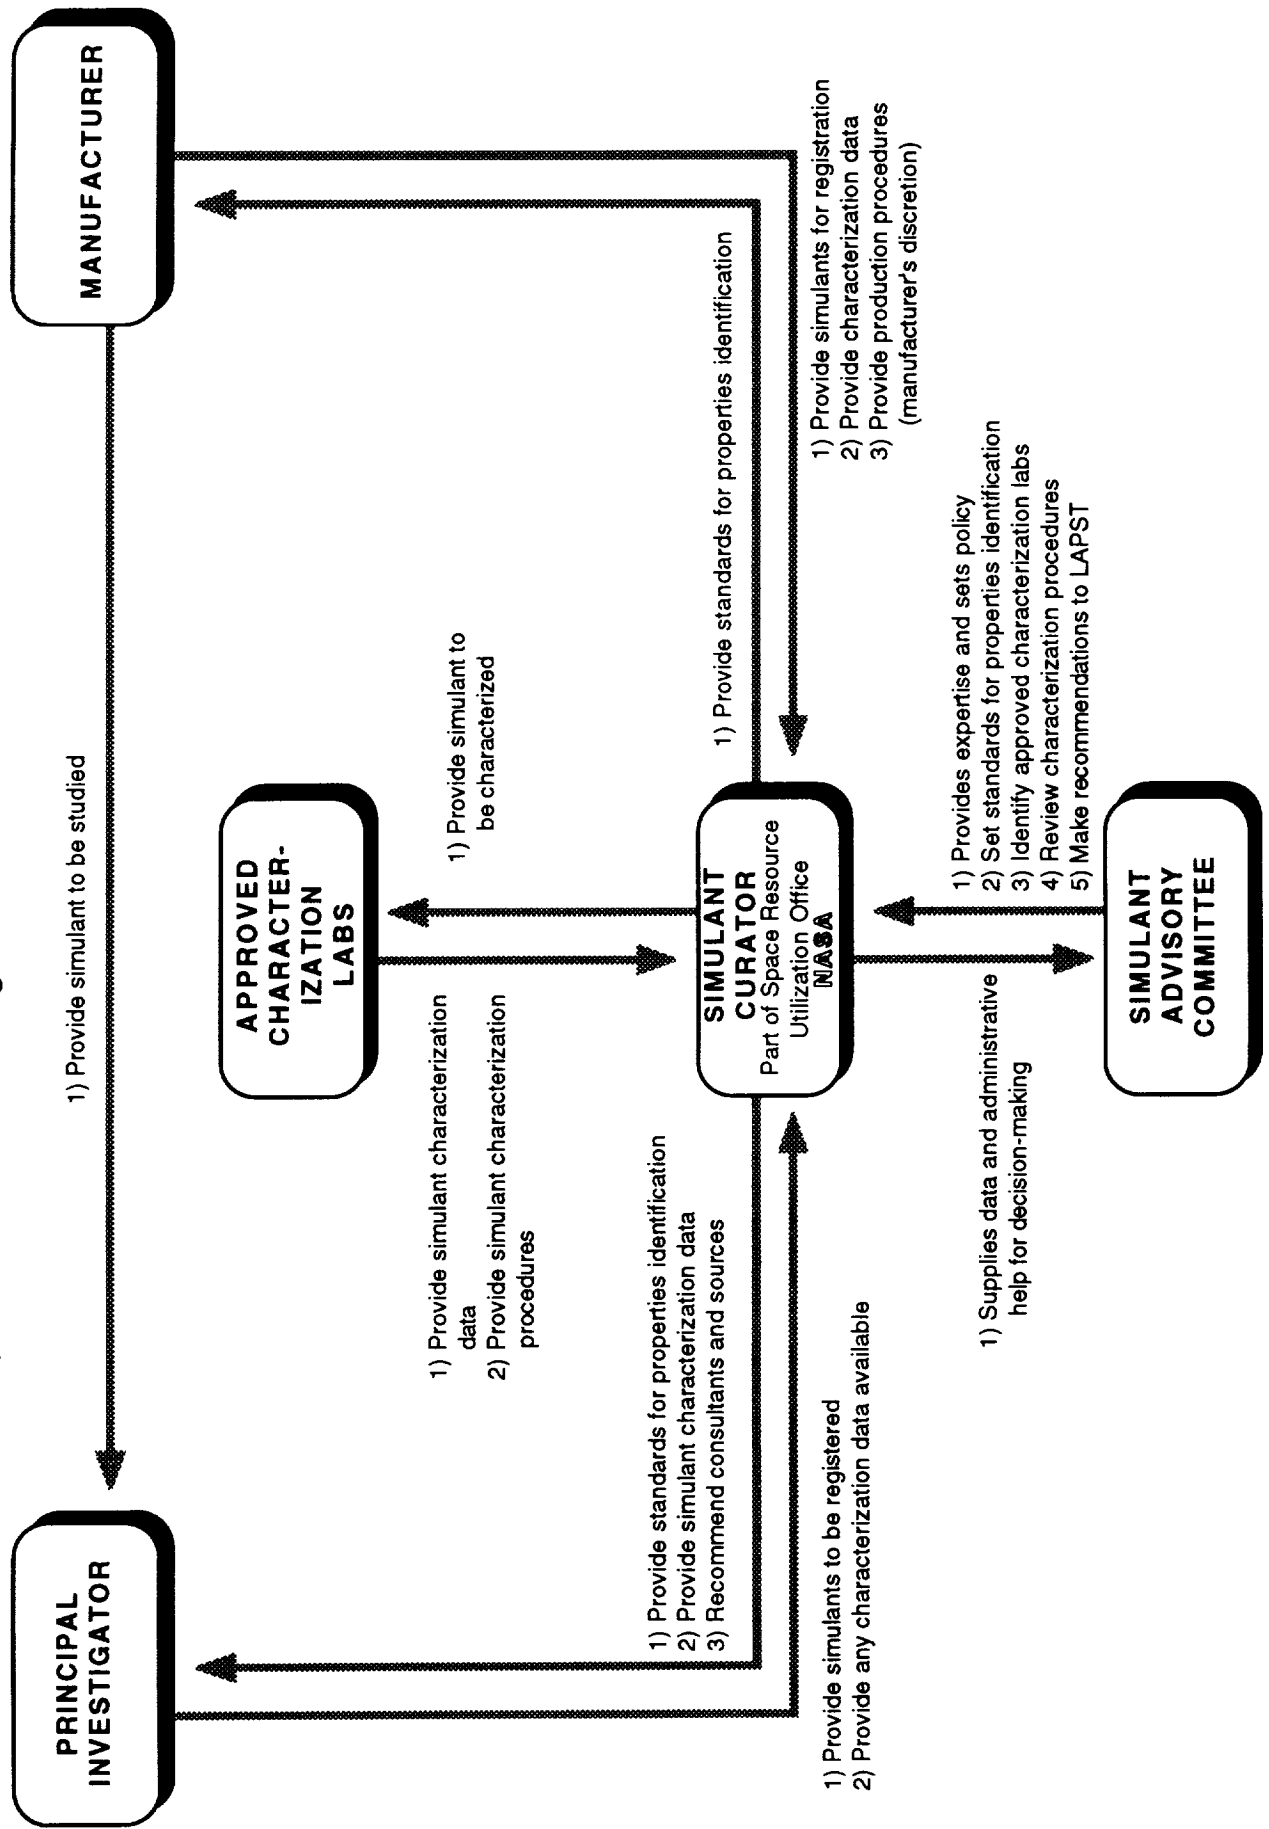 PRINCIPAL
INVESTIGATOR
1) Provide simulant to be studied
MANUFACTURER
APPROVED
CHARACTER-
IZATION
LABS
1) Provide simulant characterization
data
2) Provide simulant characterization
procedures
1) Provide simulant to
be characterized
1) Provide standards for properties identification
2) Provide simulant characterization data
3) Recommend consultants and sources
SIMULANT
CURATOR
Part of Space Resource
Utilization Office
NASA
1) Provide standards for properties identification
1) Provide simulants to be registered
2) Provide any characterization data available
1) Provide simulants for registration
2) Provide characterization data
3) Provide production procedures
(manufacturer's discretion)
1) Supplies data and administrative
help for decision-making
1) Provides expertise and sets policy
2) Set standards for properties identification
3) Identify approved characterization labs
4) Review characterization procedures
5) Make recommendations to LAPST
SIMULANT
ADVISORY
COMMITTEE